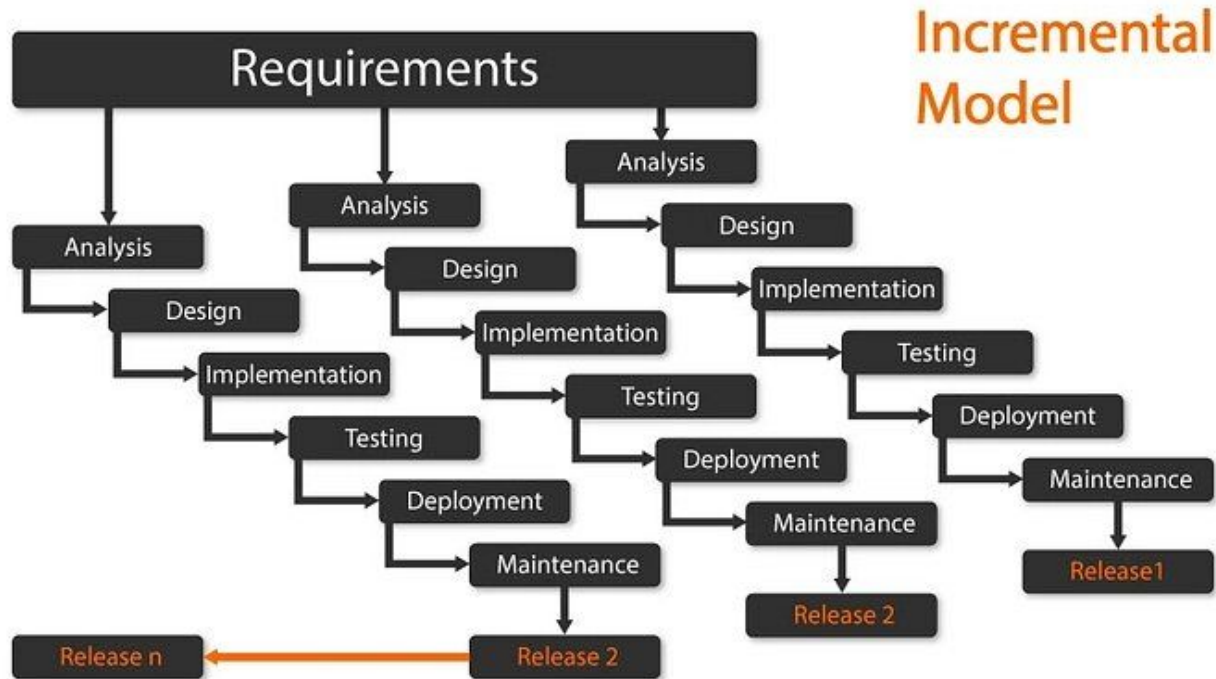 Incremental
Model
Requirements
Analysis
Design
Implementation
Testing
Deployment
Maintenance
Release 2
Release n
Analysis
Design
Implementation
Testing
Deployment
Maintenance
Release 2
Analysis
Design
Implementation
Testing
Deployment
Maintenance
Release1